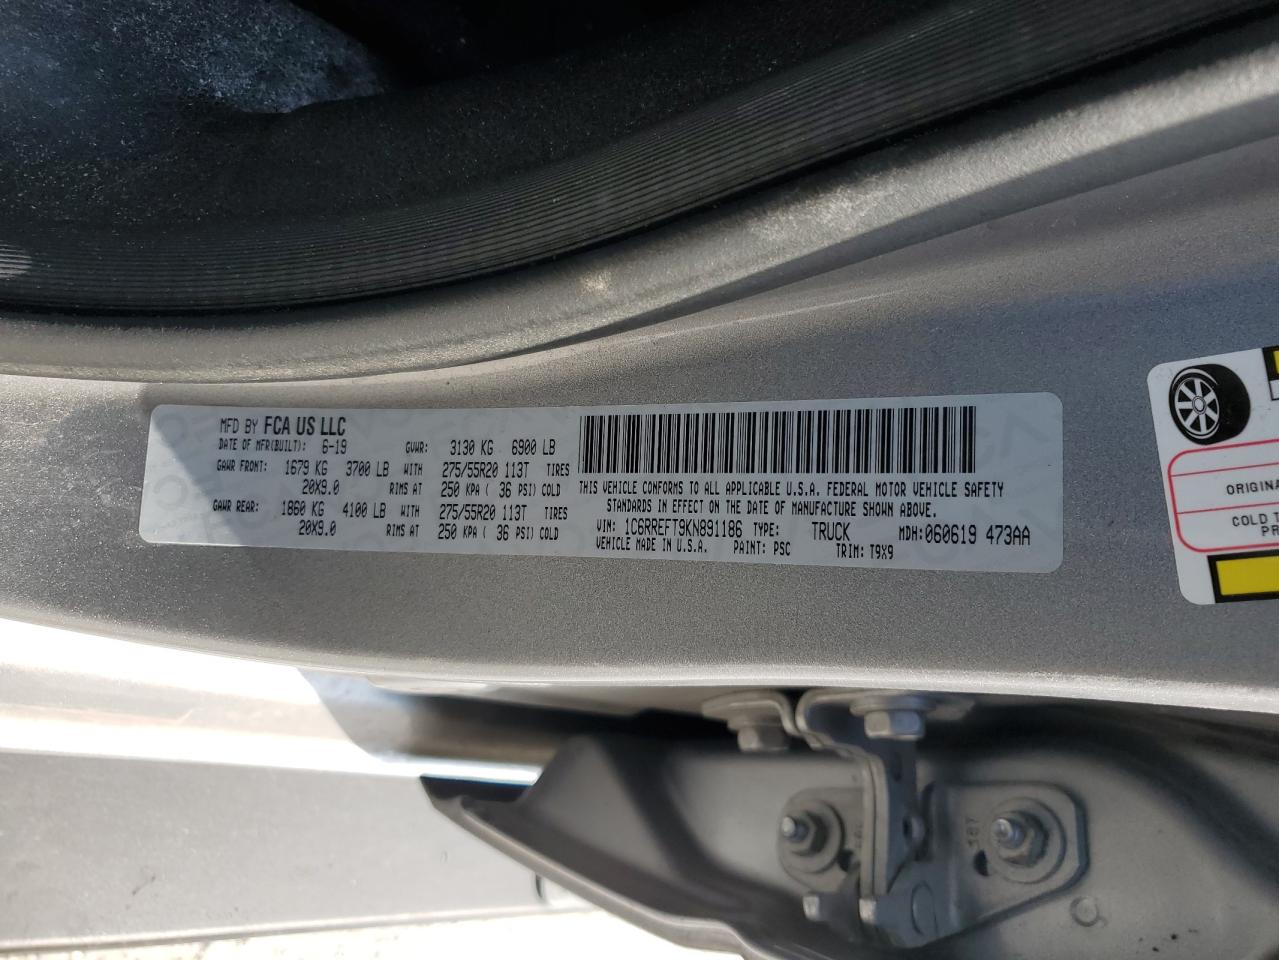 MFD BY FCA US LLC
DATE OF MFR(BUILT): 6-19 GVWR: 3130 KG 6900 LB
GAWR FRONT: 1679 KG 3700 LB WITH 275/55R20 113T TIRES
20X9.0 RIMS AT 250 KPA ( 36 PSI) COLD
GAWR REAR: 1860 KG 4100 LB WITH 275/55R20 113T TIRES
20X9.0 RIMS AT 250 KPA ( 36 PSI) COLD
THIS VEHICLE CONFORMS TO ALL APPLICABLE U.S.A. FEDERAL MOTOR VEHICLE SAFETY
STANDARDS IN EFFECT ON THE DATE OF MANUFACTURE SHOWN ABOVE.
VIN: 1C6RREFT9KN891186 TYPE: TRUCK MDH:060619 473AA
VEHICLE MADE IN U.S.A. PAINT: PSC TRIM: T9X9
ORIGINA
COLD T
PR